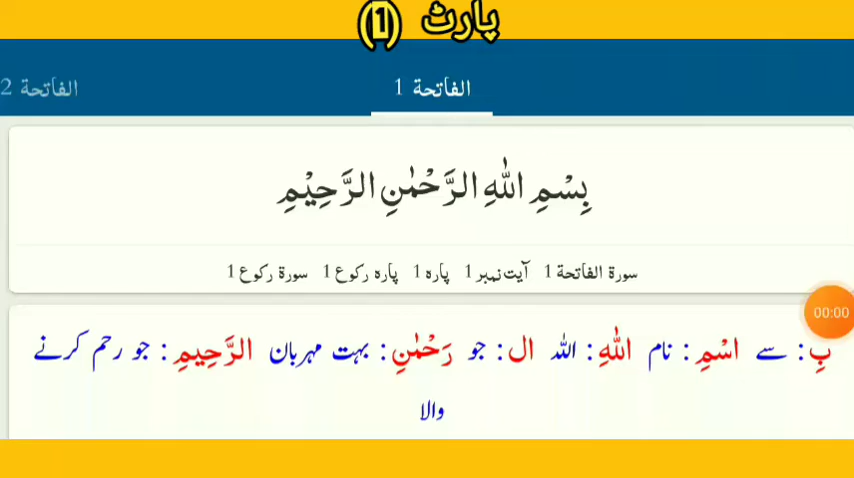 پارٹ (1)
الفاتحة 1
الفاتحة 2
بِسْمِ اللّٰهِ الرَّحْمٰنِ الرَّحِيْمِ
سورة الفاتحة 1 آیت نمبر 1 پارہ 1 پارہ رکوع 1 سورة رکوع 1
00:00
بِ : سے اسْمِ : نام اللّٰهِ : اللہ ال : جو رَحْمٰنِ : بہت مہربان الرَّحِيمِ : جو رحم کرنے
والا